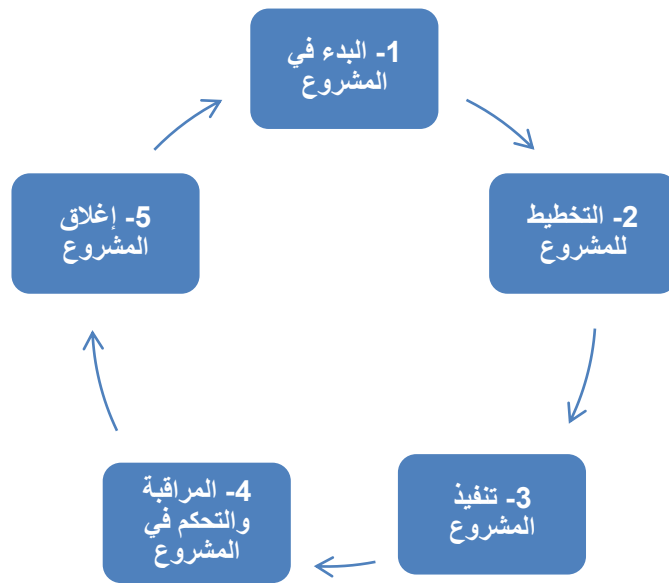 1- البدء في
المشروع
2- التخطيط
للمشروع
3- تنفيذ
المشروع
4- المراقبة
والتحكم في
المشروع
5- إغلاق
المشروع